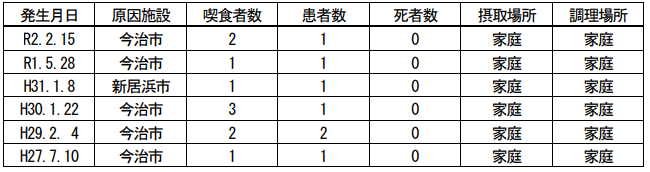 発生月日 原因施設 喫食者数 患者数 死者数 摂取場所 調理場所
R2.2.15 今治市 2 1 0 家庭 家庭
R1.5.28 今治市 1 1 0 家庭 家庭
H31.1.8 新居浜市 1 1 0 家庭 家庭
H30.1.22 今治市 3 1 0 家庭 家庭
H29.2. 4 今治市 2 2 0 家庭 家庭
H27.7.10 今治市 1 1 0 家庭 家庭